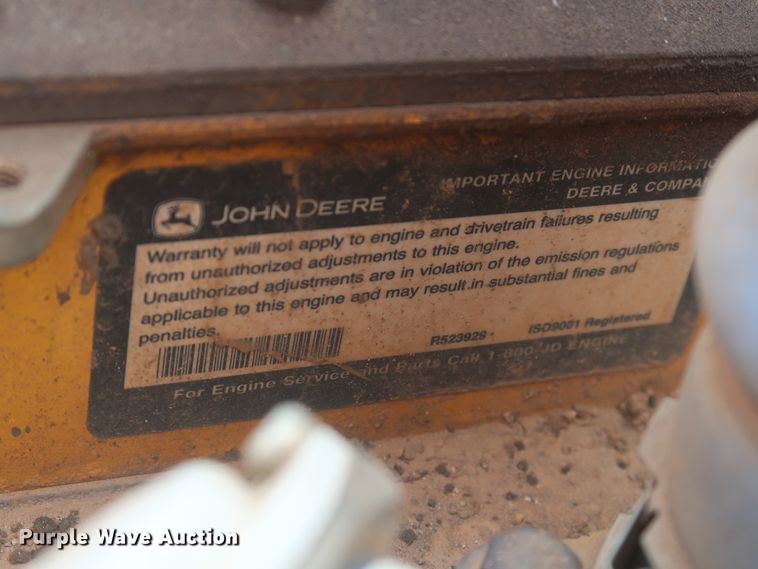 IMPORTANT ENGINE INFORMATIO
DEERE & COMPAN
JOHN DEERE
Warranty will not apply to engine and drivetrain failures resulting
from unauthorized adjustments to this engine.
Unauthorized adjustments are in violation of the emission regulations
applicable to this engine and may result in substantial fines and
penalties.
R523929 - ISO9001 Registered
For Engine Service and Parts Call 1-800-JD ENGINE
Purple Wave Auction